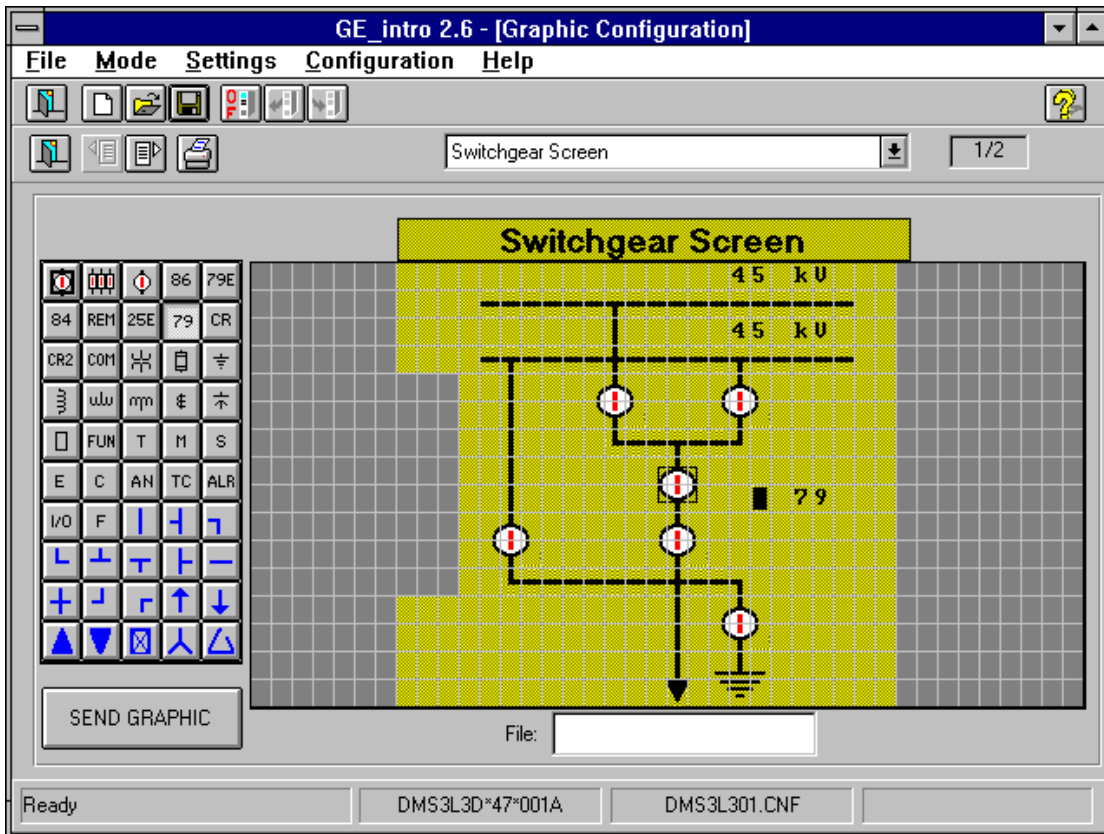 GE_intro 2.6 - [Graphic Configuration]
File Mode Settings Configuration Help
Switchgear Screen 1/2
Switchgear Screen
45 kV
45 kV
79
86 79E
84 REM 25E 79 CR
CR2 COM
FUN T M S
E C AN TC ALR
I/O F
SEND GRAPHIC
File:
Ready DMS3L3D*47*001A DMS3L301.CNF